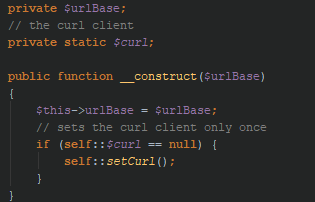 private $urlBase;
// the curl client
private static $curl;
public function __construct($urlBase)
{
$this->urlBase = $urlBase;
// sets the curl client only once
if (self::$curl == null) {
self::setCurl();
}
}